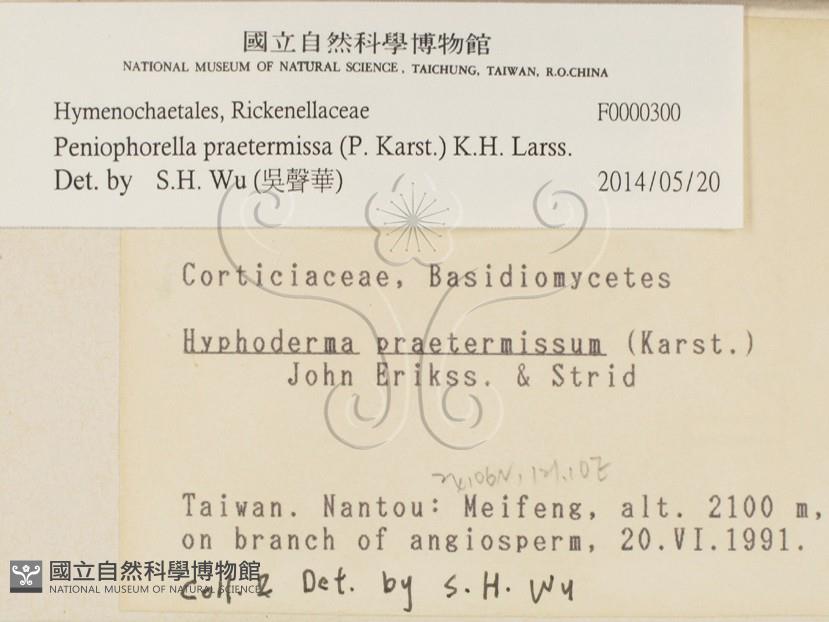 國立自然科學博物館
NATIONAL MUSEUM OF NATURAL SCIENCE, TAICHUNG, TAIWAN, R.O.CHINA
Hymenochaetales, Rickenellaceae F0000300
Peniophorella praetermissa (P. Karst.) K.H. Larss.
Det. by S.H. Wu (吳聲華) 2014/05/20
Corticiaceae, Basidiomycetes
Hyphoderma praetermissum (Karst.)
John Erikss. & Strid
Taiwan. Nantou: Meifeng, alt. 2100 m,
on branch of angiosperm, 20.VI.1991.
Coll. & Det. by S. H. Wu
國立自然科學博物館
NATIONAL MUSEUM OF NATURAL SCIENCE